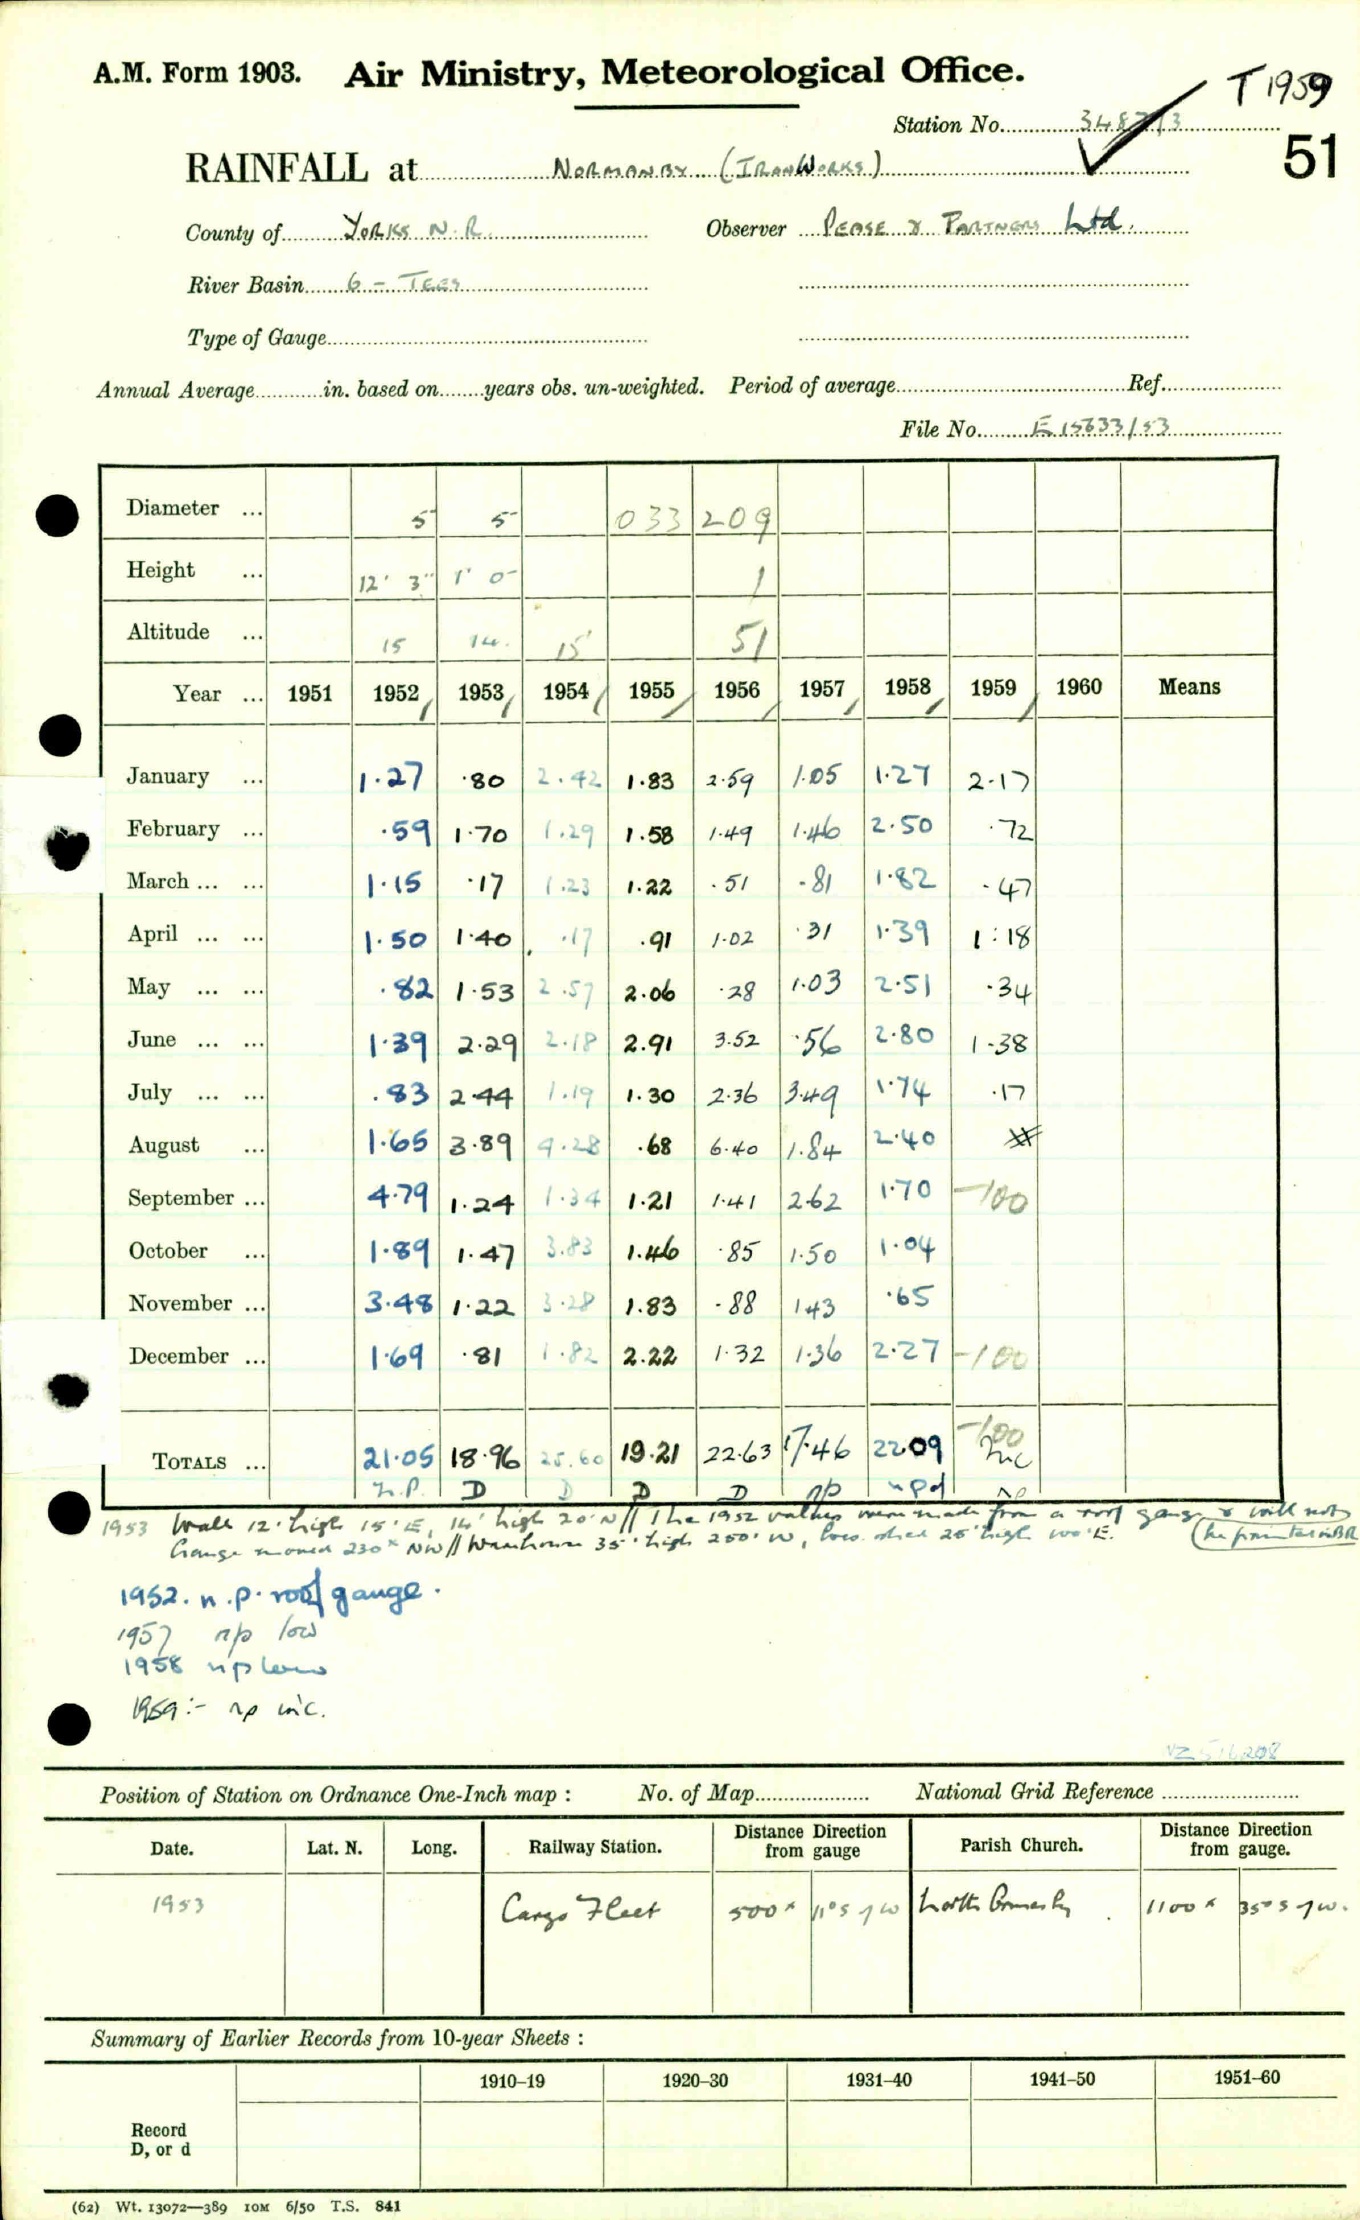 A.M. Form 1903. Air Ministry, Meteorological Office.
T 1959
Station No. 3487/3
51
RAINFALL at NORMANBY (IRONWORKS)
County of YORKS N.R. Observer PEASE & PARTNERS Ltd.
River Basin 6 - TEES
Type of Gauge
Annual Average in. based on years obs. un-weighted. Period of average Ref.
File No. E 15633/53
Diameter ... 5 5 033 209
Height ... 12' 3" 1' 0" 1
Altitude ... 15 14 15' 51
Year ... 1951 1952 1953 1954 1955 1956 1957 1958 1959 1960 Means
January ... 1.27 .80 2.42 1.83 2.59 1.05 1.27 2.17
February ... .59 1.70 1.29 1.58 1.49 1.46 2.50 .72
March ... ... 1.15 .17 1.23 1.22 .51 .81 1.82 .47
April ... ... 1.50 1.40 .17 .91 1.02 .31 1.39 1.18
May ... ... .82 1.53 2.57 2.06 .28 1.03 2.51 .34
June ... ... 1.39 2.29 2.18 2.91 3.52 .56 2.80 1.38
July ... ... .83 2.44 1.19 1.30 2.36 3.49 1.74 .17
August ... 1.65 3.89 4.28 .68 6.40 1.84 2.40
September ... 4.79 1.24 1.34 1.21 1.41 2.62 1.70 -100
October ... 1.89 1.47 3.83 1.46 .85 1.50 1.04
November ... 3.48 1.22 3.28 1.83 .88 1.43 .65
December ... 1.69 .81 1.82 2.22 1.32 1.36 2.27 -100
-100
TOTALS ... 21.05 18.96 25.60 19.21 22.63 17.46 22.09 inc
n.p. D D D D np npd np
1953 Wall 12' high 15' E, 14' high 20' N // The 1952 values were made from a roof gauge & will not
be printed in BR
Gauge moved 230x NW // Warehouse 35' high 250' W, loco. shed 25' high 100' E.
1952. n.p. roof gauge.
1957 np low
1958 np low
1959:- np inc.
NZ 516208
Position of Station on Ordnance One-Inch map : No. of Map National Grid Reference
Date. Lat. N. Long. Railway Station. Distance Direction from gauge Parish Church. Distance Direction from gauge.
1953 Cargo Fleet 500x 11° S of W North Ormesby 1100x 35° S of W.
Summary of Earlier Records from 10-year Sheets :
1910–19 1920–30 1931–40 1941–50 1951–60
Record
D, or d
(62) Wt. 13072—389 10M 6/50 T.S. 841